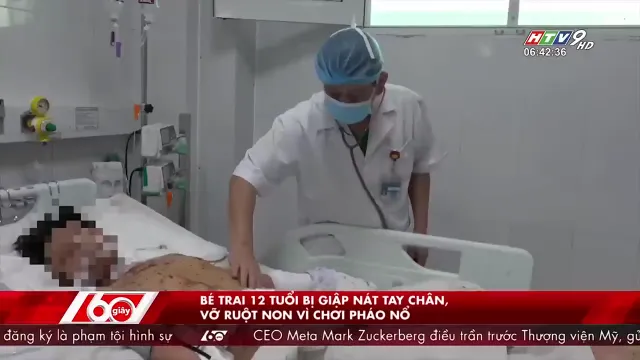 HTV9 HD
06:42:36
60 giây
BÉ TRAI 12 TUỔI BỊ GIẬP NÁT TAY CHÂN,
VỠ RUỘT NON VÌ CHƠI PHÁO NỔ
đăng ký là phạm tội hình sự CEO Meta Mark Zuckerberg điều trần trước Thượng viện Mỹ, gử